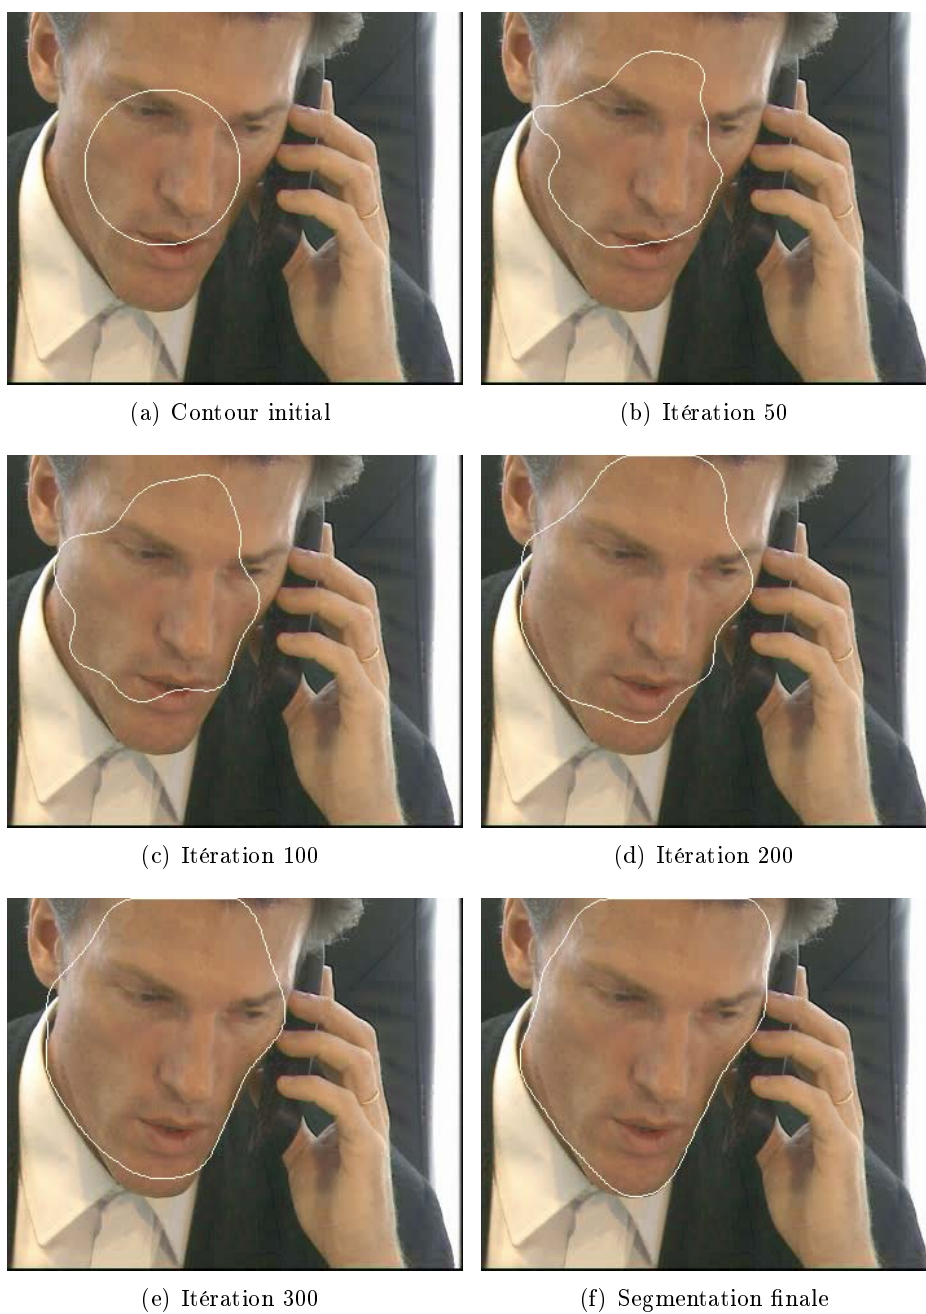 (a) Contour initial
(b) Itération 50
(c) Itération 100
(d) Itération 200
(e) Itération 300
(f) Segmentation finale